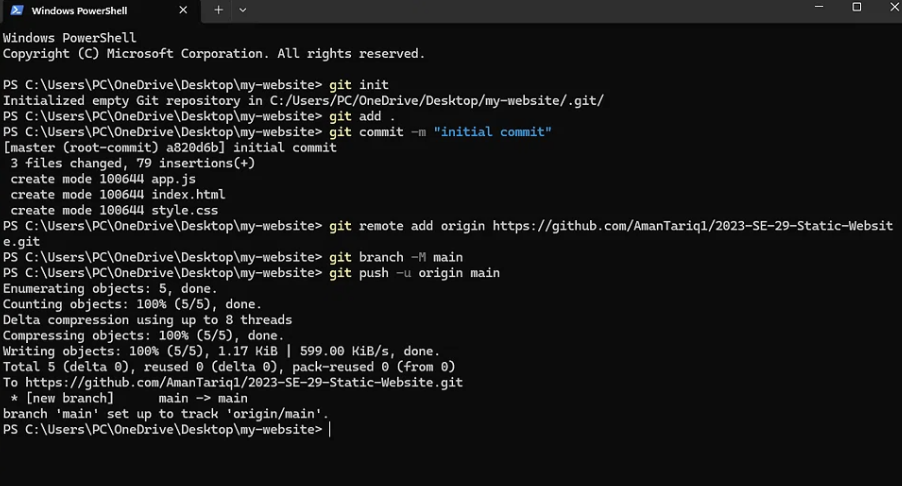 Windows PowerShell
Windows PowerShell
Copyright (C) Microsoft Corporation. All rights reserved.
PS C:\Users\PC\OneDrive\Desktop\my-website> git init
Initialized empty Git repository in C:/Users/PC/OneDrive/Desktop/my-website/.git/
PS C:\Users\PC\OneDrive\Desktop\my-website> git add .
PS C:\Users\PC\OneDrive\Desktop\my-website> git commit -m "initial commit"
[master (root-commit) a820d6b] initial commit
 3 files changed, 79 insertions(+)
 create mode 100644 app.js
 create mode 100644 index.html
 create mode 100644 style.css
PS C:\Users\PC\OneDrive\Desktop\my-website> git remote add origin https://github.com/AmanTariq1/2023-SE-29-Static-Websit
e.git
PS C:\Users\PC\OneDrive\Desktop\my-website> git branch -M main
PS C:\Users\PC\OneDrive\Desktop\my-website> git push -u origin main
Enumerating objects: 5, done.
Counting objects: 100% (5/5), done.
Delta compression using up to 8 threads
Compressing objects: 100% (5/5), done.
Writing objects: 100% (5/5), 1.17 KiB | 599.00 KiB/s, done.
Total 5 (delta 0), reused 0 (delta 0), pack-reused 0 (from 0)
To https://github.com/AmanTariq1/2023-SE-29-Static-Website.git
 * [new branch]      main -> main
branch 'main' set up to track 'origin/main'.
PS C:\Users\PC\OneDrive\Desktop\my-website>